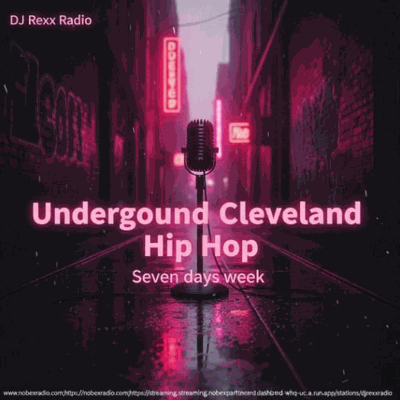 DJ Rexx Radio
Undergound Cleveland
Hip Hop
Seven days week